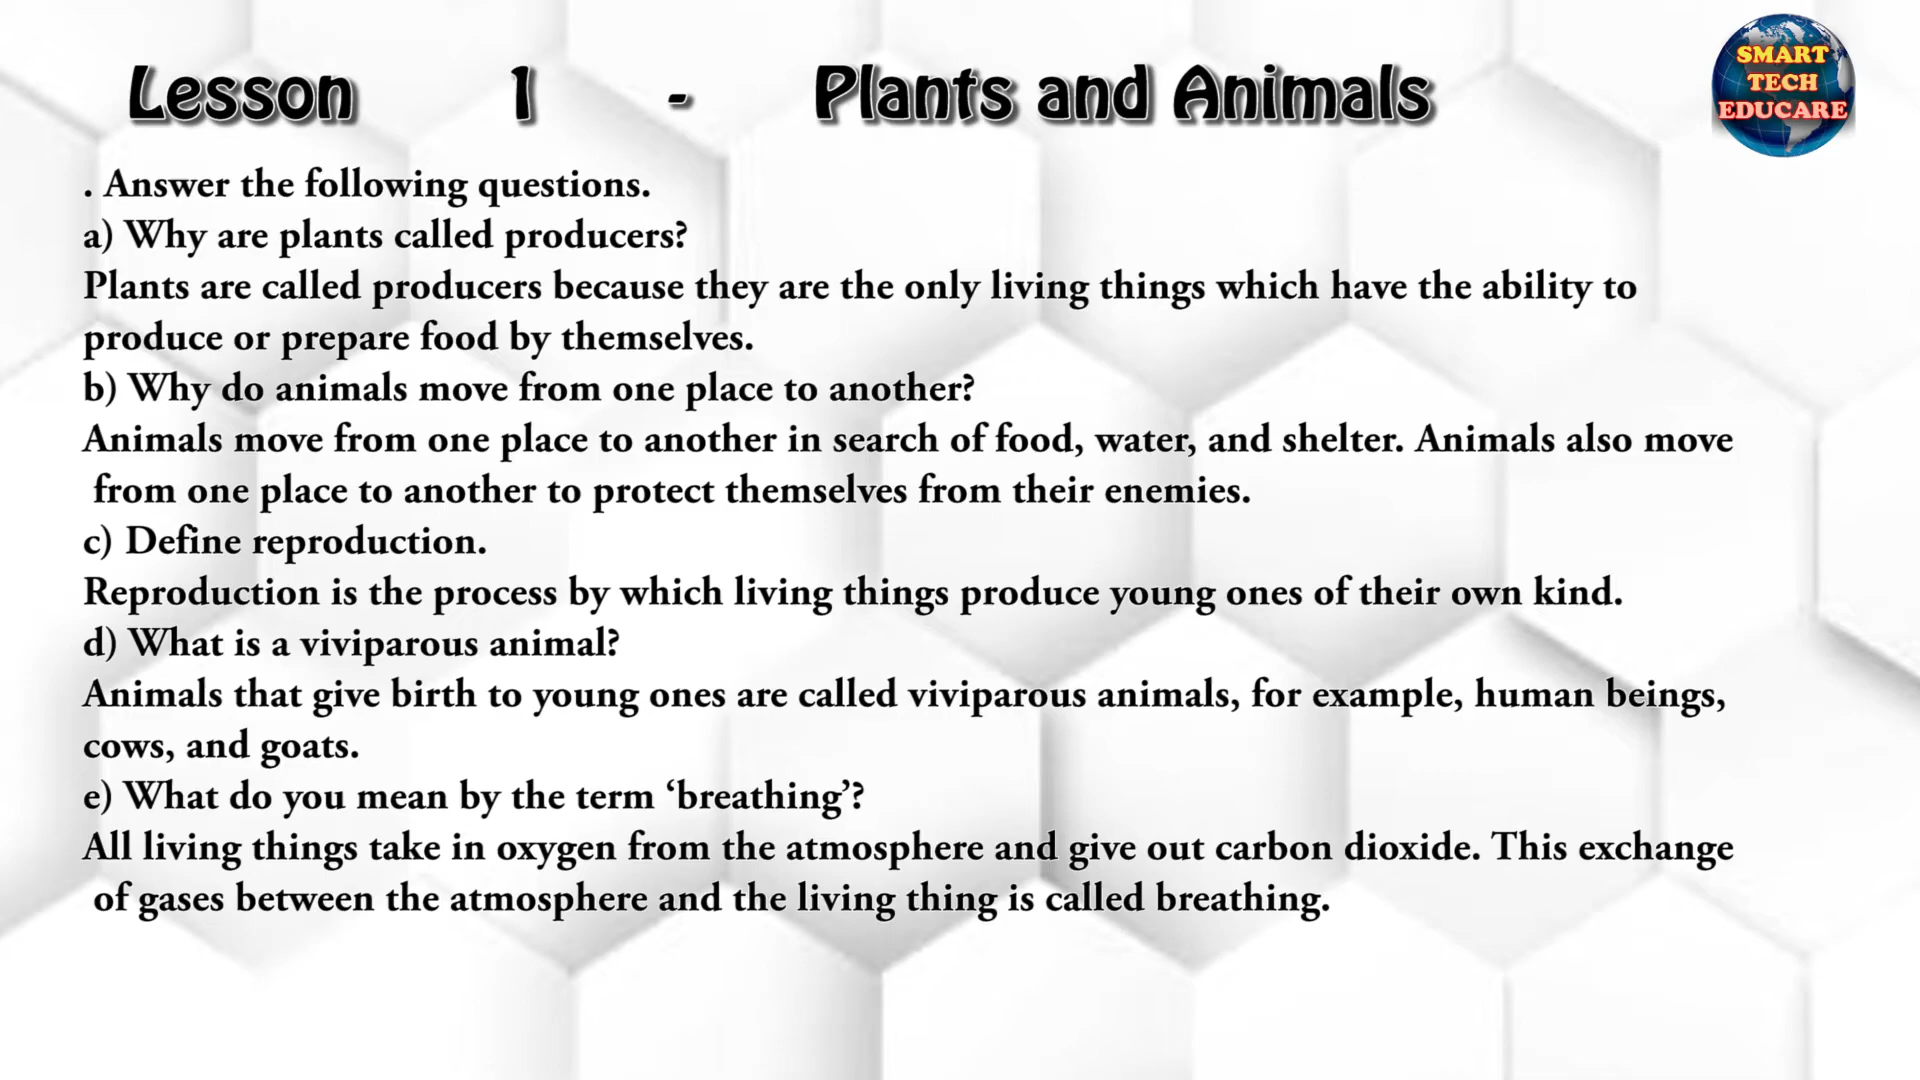 Lesson 1 - Plants and Animals
SMART
TECH
EDUCARE
. Answer the following questions.
a) Why are plants called producers?
Plants are called producers because they are the only living things which have the ability to
produce or prepare food by themselves.
b) Why do animals move from one place to another?
Animals move from one place to another in search of food, water, and shelter. Animals also move
from one place to another to protect themselves from their enemies.
c) Define reproduction.
Reproduction is the process by which living things produce young ones of their own kind.
d) What is a viviparous animal?
Animals that give birth to young ones are called viviparous animals, for example, human beings,
cows, and goats.
e) What do you mean by the term ‘breathing’?
All living things take in oxygen from the atmosphere and give out carbon dioxide. This exchange
of gases between the atmosphere and the living thing is called breathing.